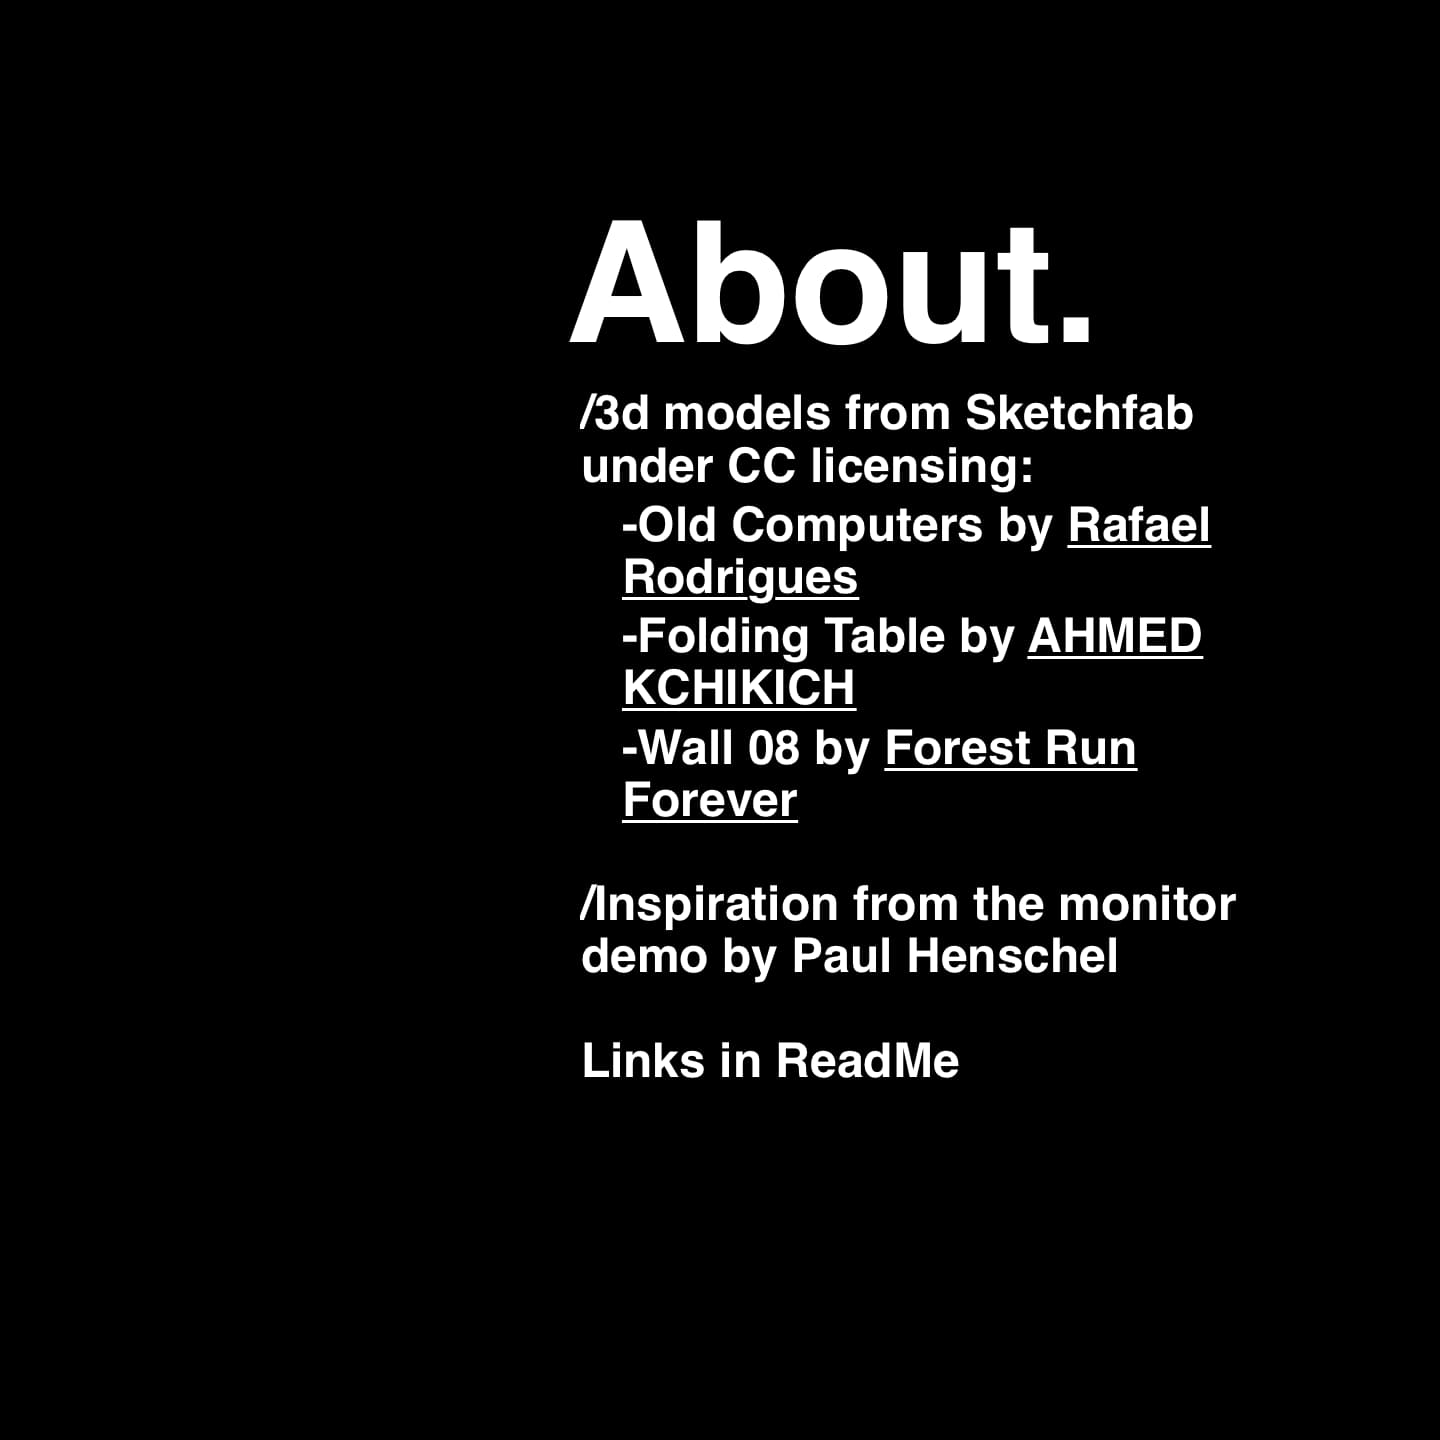 About.
/3d models from Sketchfab
under CC licensing:
-Old Computers by Rafael
Rodrigues
-Folding Table by AHMED
KCHIKICH
-Wall 08 by Forest Run
Forever
/Inspiration from the monitor
demo by Paul Henschel
Links in ReadMe